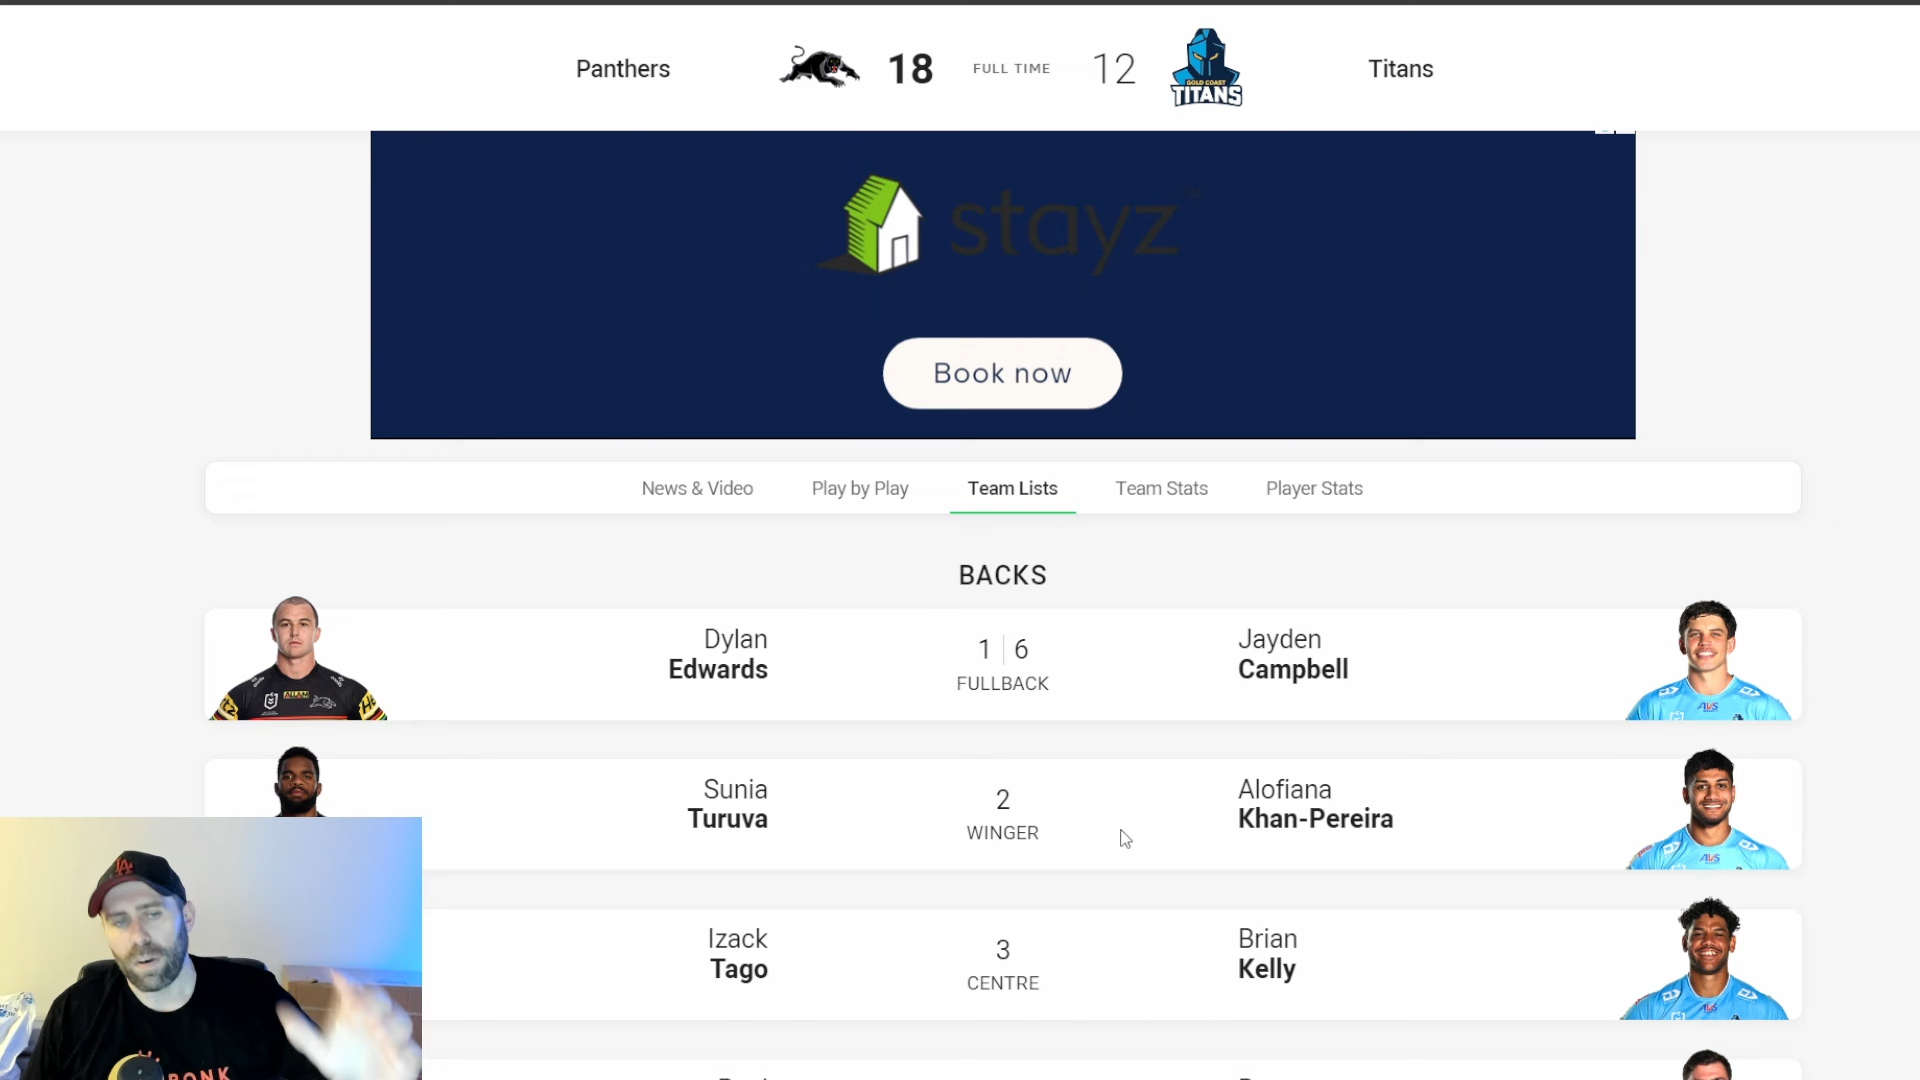 Panthers
18
FULL TIME
12
GOLD COAST
TITANS
Titans
stayz
Book now
News & Video
Play by Play
Team Lists
Team Stats
Player Stats
BACKS
Dylan
Edwards
1 | 6
FULLBACK
Jayden
Campbell
Sunia
Turuva
2
WINGER
Alofiana
Khan-Pereira
Izack
Tago
3
CENTRE
Brian
Kelly